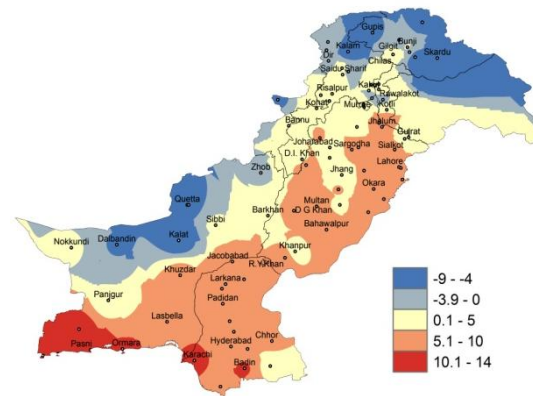 Gupis
Kalam
Gilgit
Bunji
Dir
Skardu
Chilas
Saidu Sharif
Risalpur
Rawalakot
Kohat
Kotli
Bannu
Jhelum
Gujrat
Joharabad
Sargodha
Sialkot
D.I. Khan
Lahore
Zhob
Jhang
Okara
Quetta
Multan
Barkhan
D G Khan
Sibbi
Bahawalpur
Kalat
Dalbandin
Nokkundi
Khanpur
Jacobabad
R.Y.Khan
Khuzdar
Larkana
Panjgur
Padidan
Lasbella
Chhor
Hyderabad
Pasni
Ormara
Karachi
Badin
-9 - -4
-3.9 - 0
0.1 - 5
5.1 - 10
10.1 - 14